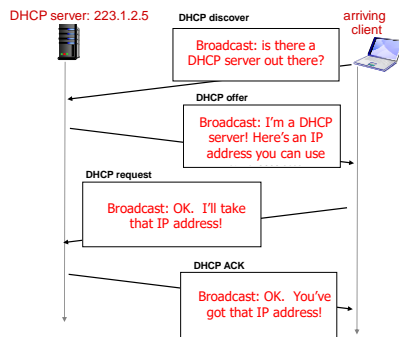 DHCP server: 223.1.2.5
DHCP discover
arriving
client
Broadcast: is there a
DHCP server out there?
DHCP offer
Broadcast: I'm a DHCP
server! Here's an IP
address you can use
DHCP request
Broadcast: OK. I'll take
that IP address!
DHCP ACK
Broadcast: OK. You've
got that IP address!